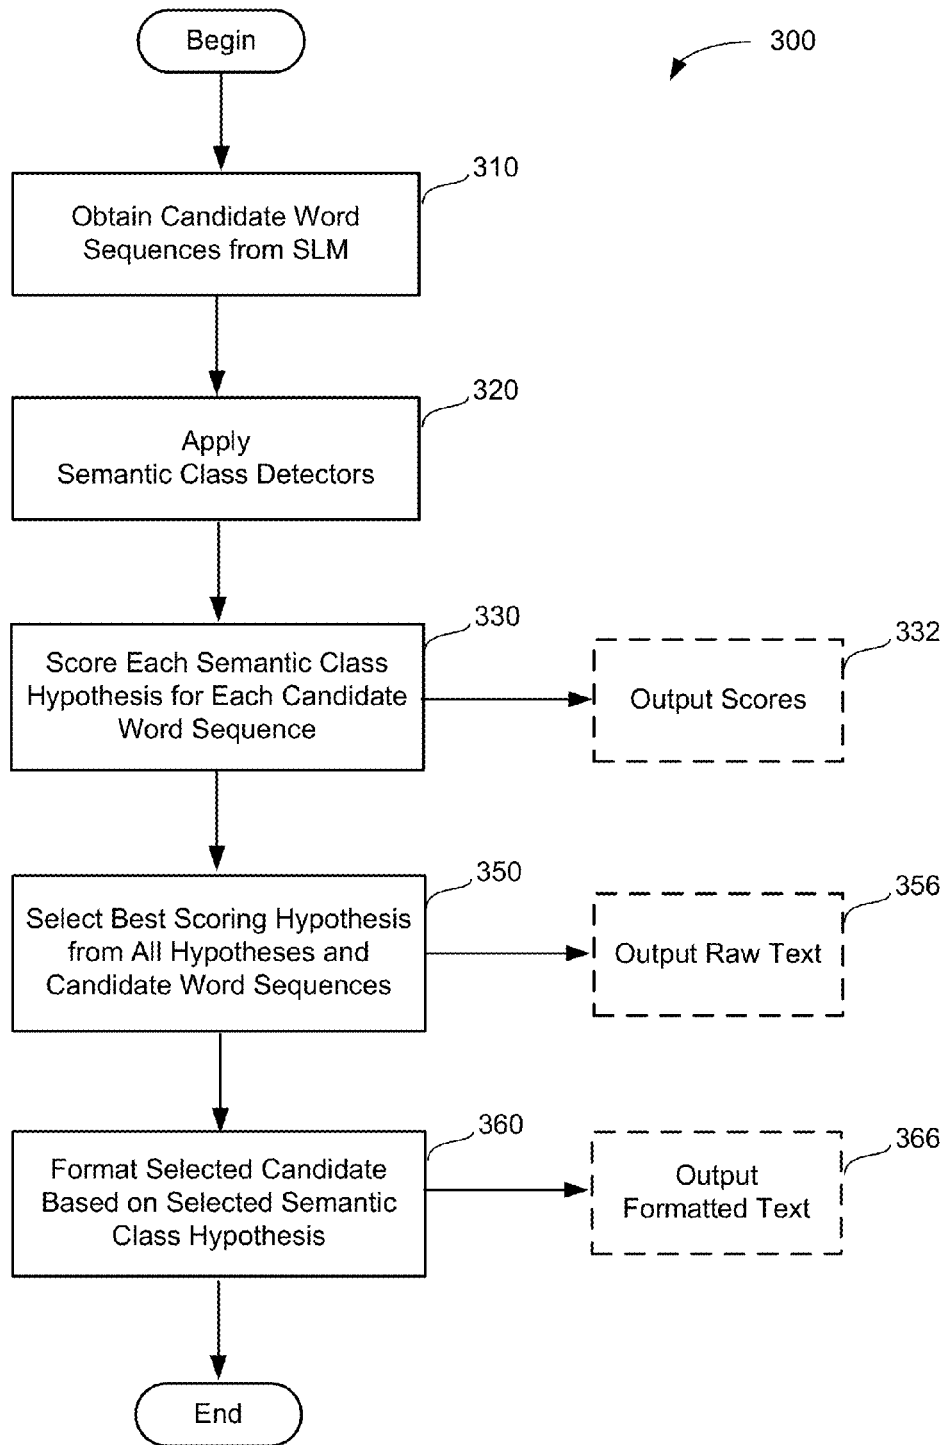 Begin
300
310
Obtain Candidate Word
Sequences from SLM
320
Apply
Semantic Class Detectors
330
Score Each Semantic Class
Hypothesis for Each Candidate
Word Sequence
332
Output Scores
350
Select Best Scoring Hypothesis
from All Hypotheses and
Candidate Word Sequences
356
Output Raw Text
360
Format Selected Candidate
Based on Selected Semantic
Class Hypothesis
366
Output
Formatted Text
End